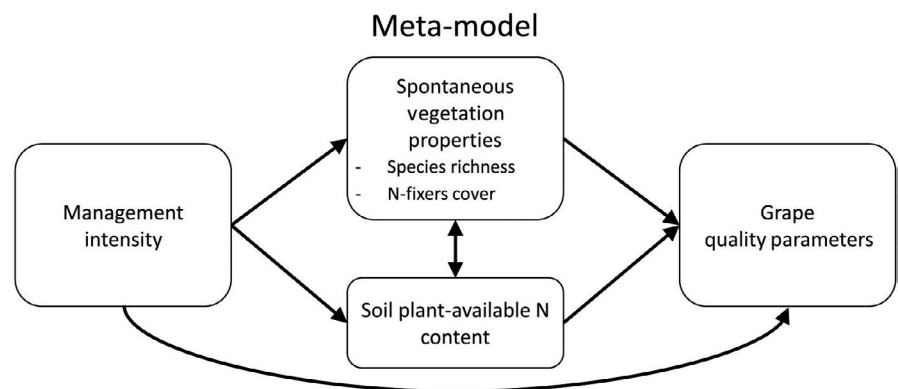 Meta-model
Spontaneous
vegetation
properties
- Species richness
- N-fixers cover
Management
intensity
Grape
quality parameters
Soil plant-available N
content